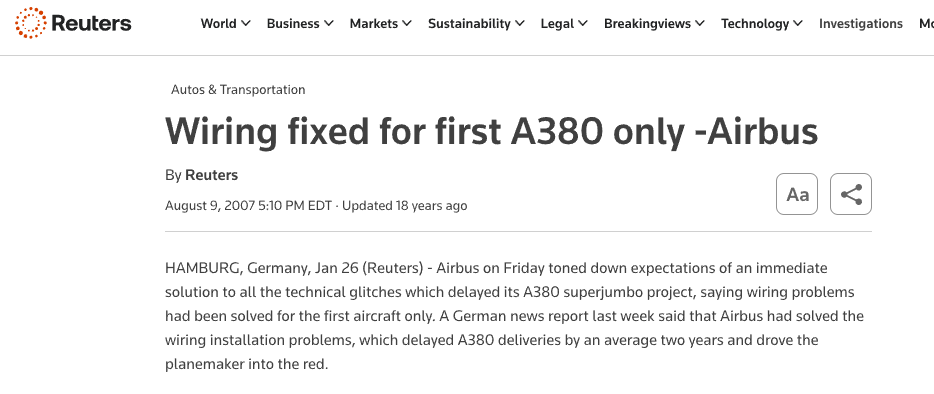 Reuters
World Business Markets Sustainability Legal Breakingviews Technology Investigations
Autos & Transportation
Wiring fixed for first A380 only -Airbus
By Reuters
August 9, 2007 5:10 PM EDT · Updated 18 years ago
Aa
HAMBURG, Germany, Jan 26 (Reuters) - Airbus on Friday toned down expectations of an immediate
solution to all the technical glitches which delayed its A380 superjumbo project, saying wiring problems
had been solved for the first aircraft only. A German news report last week said that Airbus had solved the
wiring installation problems, which delayed A380 deliveries by an average two years and drove the
planemaker into the red.